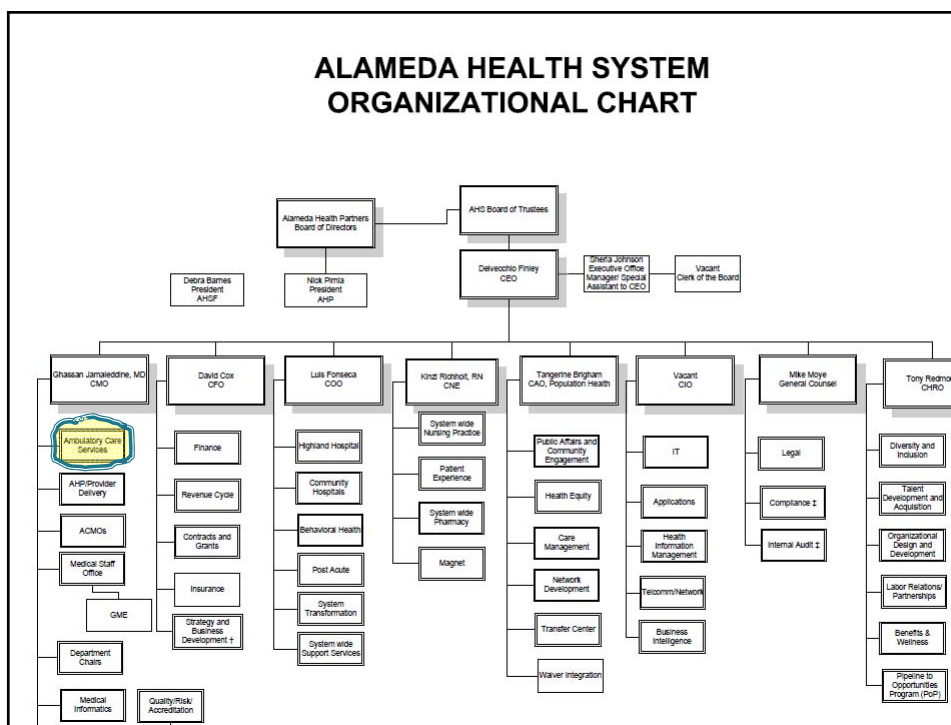 ALAMEDA HEALTH SYSTEM
ORGANIZATIONAL CHART
AHS Board of Trustees
Alameda Health Partners
Board of Directors
Delvecchio Finley
CEO
Sheria Johnson
Executive Office
Manager/ Special
Assistant to CEO
Vacant
Clerk of the Board
Debra Barnes
President
AHSF
Nick Pirnia
President
AHP
Ghassan Jamaleddine, MD
CMO
David Cox
CFO
Luis Fonseca
COO
Kinzi Richholt, RN
CNE
Tangerine Brigham
CAO, Population Health
Vacant
CIO
Mike Moye
General Counsel
Tony Redmo
CHRO
Ambulatory Care
Services
AHP/Provider
Delivery
ACMOs
Medical Staff
Office
GME
Department
Chairs
Medical
Informatics
Quality/Risk/
Accreditation
Finance
Revenue Cycle
Contracts and
Grants
Insurance
Strategy and
Business
Development †
Highland Hospital
Community
Hospitals
Behavioral Health
Post Acute
System
Transformation
System wide
Support Services
System wide
Nursing Practice
Patient
Experience
System wide
Pharmacy
Magnet
Public Affairs and
Community
Engagement
Health Equity
Care
Management
Network
Development
Transfer Center
Waiver Integration
IT
Applications
Health
Information
Management
Telcomm/Network
Business
Intelligence
Legal
Compliance ‡
Internal Audit ‡
Diversity and
Inclusion
Talent
Development and
Acquisition
Organizational
Design and
Development
Labor Relations/
Partnerships
Benefits &
Wellness
Pipeline to
Opportunities
Program (PoP)